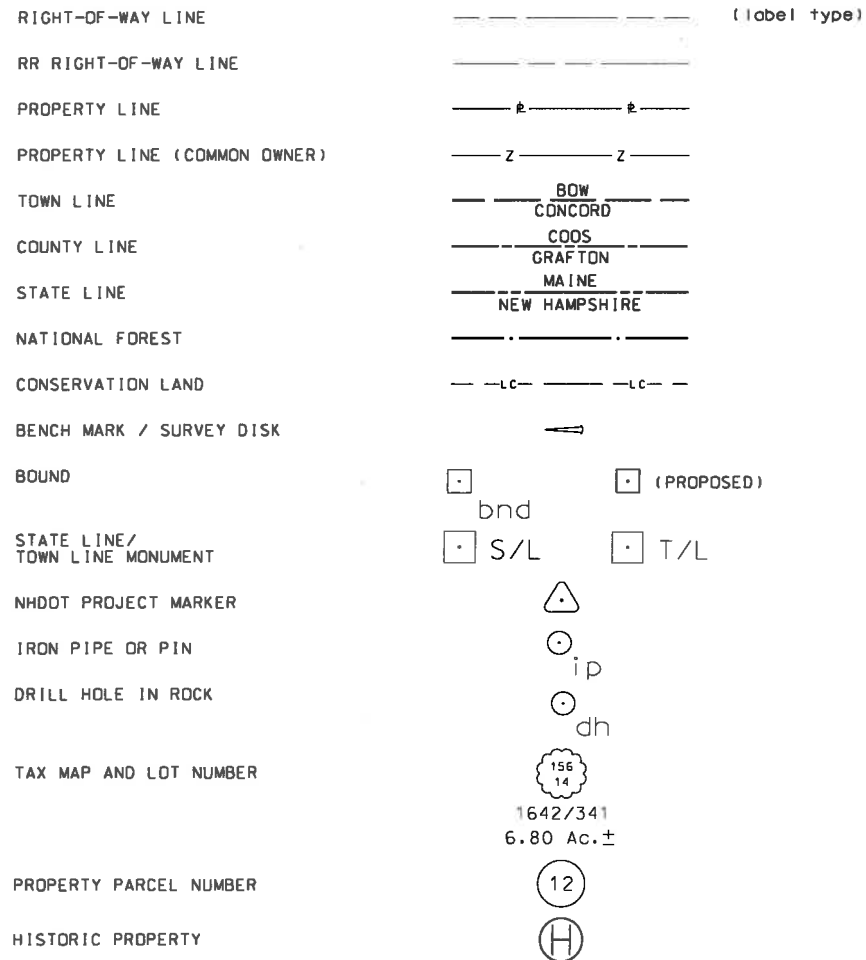 RIGHT-OF-WAY LINE (label type)
RR RIGHT-OF-WAY LINE
PROPERTY LINE ⅊ ⅊
PROPERTY LINE (COMMON OWNER) Z Z
TOWN LINE BOW
CONCORD
COUNTY LINE COOS
GRAFTON
STATE LINE MAINE
NEW HAMPSHIRE
NATIONAL FOREST
CONSERVATION LAND LC LC
BENCH MARK / SURVEY DISK
BOUND bnd (PROPOSED)
STATE LINE/
TOWN LINE MONUMENT S/L T/L
NHDOT PROJECT MARKER
IRON PIPE OR PIN ip
DRILL HOLE IN ROCK dh
TAX MAP AND LOT NUMBER 156
14
1642/341
6.80 Ac.±
PROPERTY PARCEL NUMBER 12
HISTORIC PROPERTY H